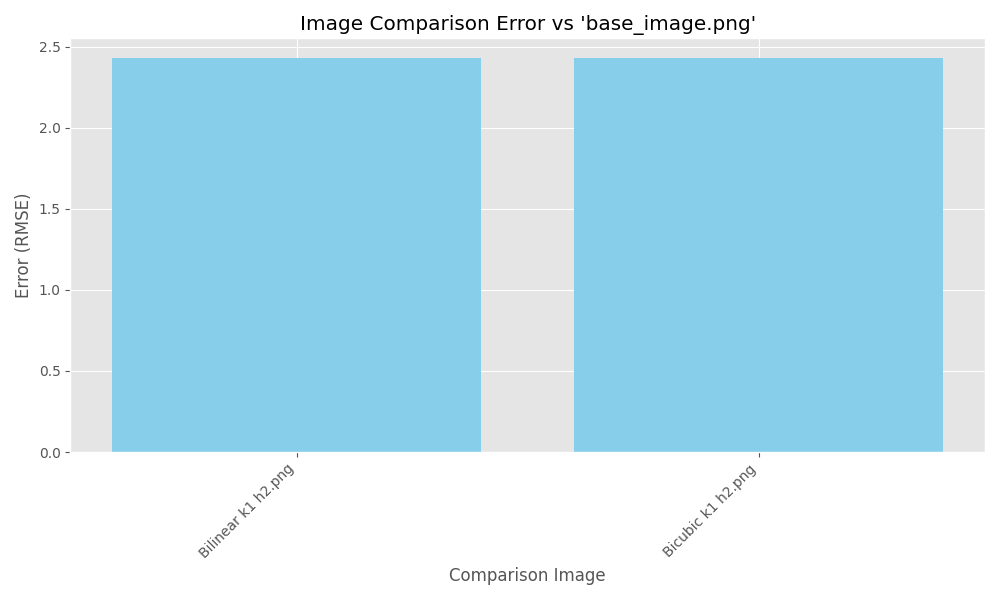 Image Comparison Error vs 'base_image.png'
Error (RMSE)
2.5
2.0
1.5
1.0
0.5
0.0
Bilinear k1 h2.png
Bicubic k1 h2.png
Comparison Image